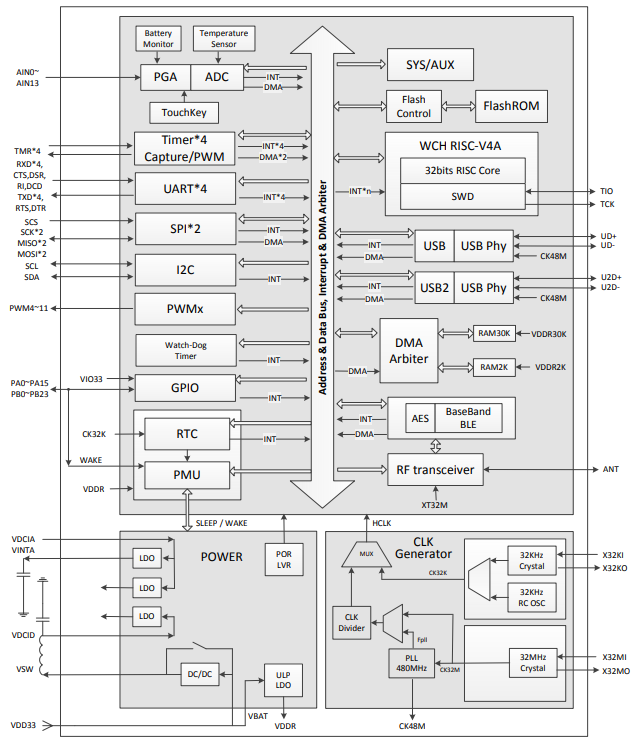 Battery
Monitor
Temperature
Sensor
AIN0~
AIN13
PGA
ADC
INT
DMA
TouchKey
SYS/AUX
Flash
Control
FlashROM
TMR*4
RXD*4,
CTS,DSR,
RI,DCD
TXD*4,
RTS,DTR
Timer*4
Capture/PWM
INT*4
DMA*2
UART*4
INT*4
WCH RISC-V4A
32bits RISC Core
SWD
INT*n
TIO
TCK
SCS
SCK*2
MISO*2
MOSI*2
SCL
SDA
SPI*2
INT
DMA
I2C
INT
Address & Data Bus, Interrupt & DMA Arbiter
INT
DMA
USB
USB Phy
UD+
UD-
CK48M
INT
DMA
USB2
USB Phy
U2D+
U2D-
CK48M
PWM4~11
PWMx
Watch-Dog
Timer
INT
DMA
Arbiter
DMA
RAM30K
VDDR30K
RAM2K
VDDR2K
VIO33
PA0~PA15
PB0~PB23
GPIO
INT
INT
DMA
AES
BaseBand
BLE
CK32K
RTC
INT
WAKE
PMU
VDDR
RF transceiver
ANT
XT32M
SLEEP / WAKE
HCLK
VDCIA
VINTA
LDO
LDO
LDO
POWER
POR
LVR
VDCID
VSW
DC/DC
ULP
LDO
VDD33
VBAT
VDDR
MUX
CLK
Generator
CK32K
32KHz
Crystal
X32KI
X32KO
32KHz
RC OSC
CLK
Divider
Fpll
PLL
480MHz
CK32M
32MHz
Crystal
X32MI
X32MO
CK48M